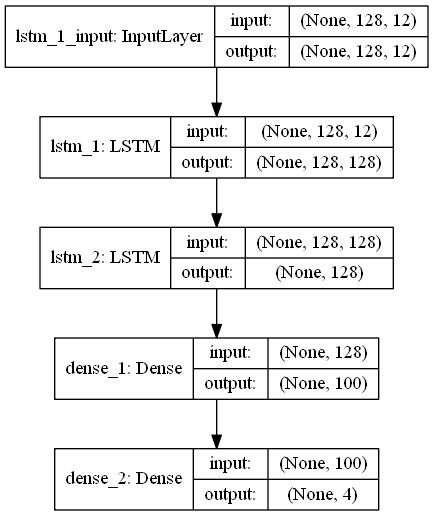 lstm_1_input: InputLayer
input: (None, 128, 12)
output: (None, 128, 12)
lstm_1: LSTM
input: (None, 128, 12)
output: (None, 128, 128)
lstm_2: LSTM
input: (None, 128, 128)
output: (None, 128)
dense_1: Dense
input: (None, 128)
output: (None, 100)
dense_2: Dense
input: (None, 100)
output: (None, 4)